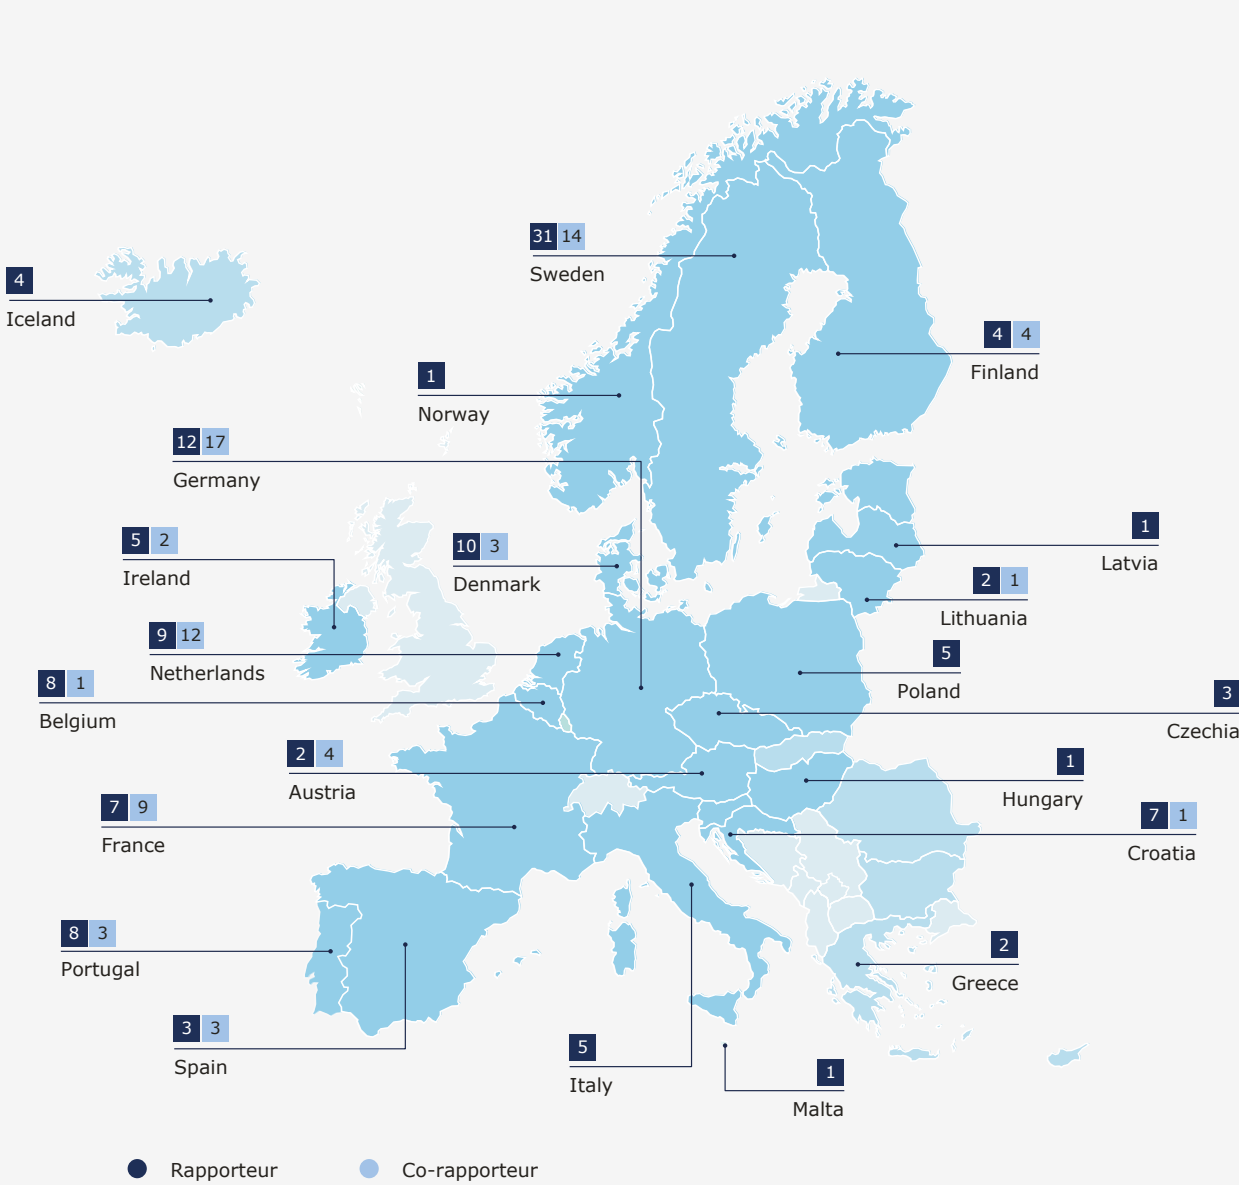 31 14
Sweden
4
Iceland
4 4
Finland
1
Norway
12 17
Germany
1
Latvia
5 2
Ireland
10 3
Denmark
2 1
Lithuania
9 12
Netherlands
5
Poland
8 1
Belgium
3
Czechia
2 4
Austria
1
Hungary
7 9
France
7 1
Croatia
8 3
Portugal
2
Greece
3 3
Spain
5
Italy
1
Malta
Rapporteur Co-rapporteur